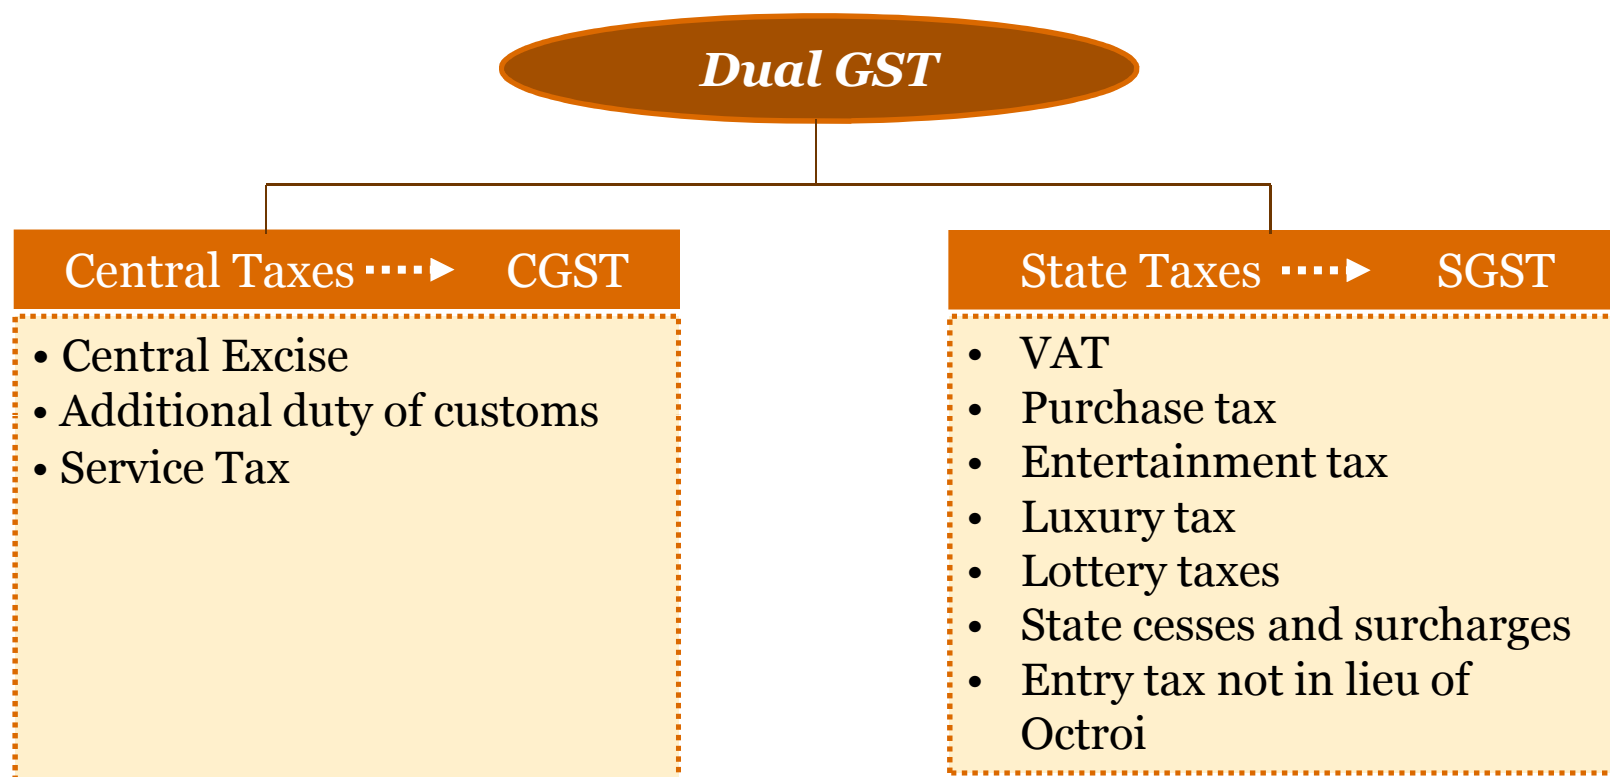 Dual GST
Central Taxes CGST
• Central Excise
• Additional duty of customs
• Service Tax
State Taxes SGST
• VAT
• Purchase tax
• Entertainment tax
• Luxury tax
• Lottery taxes
• State cesses and surcharges
• Entry tax not in lieu of
Octroi